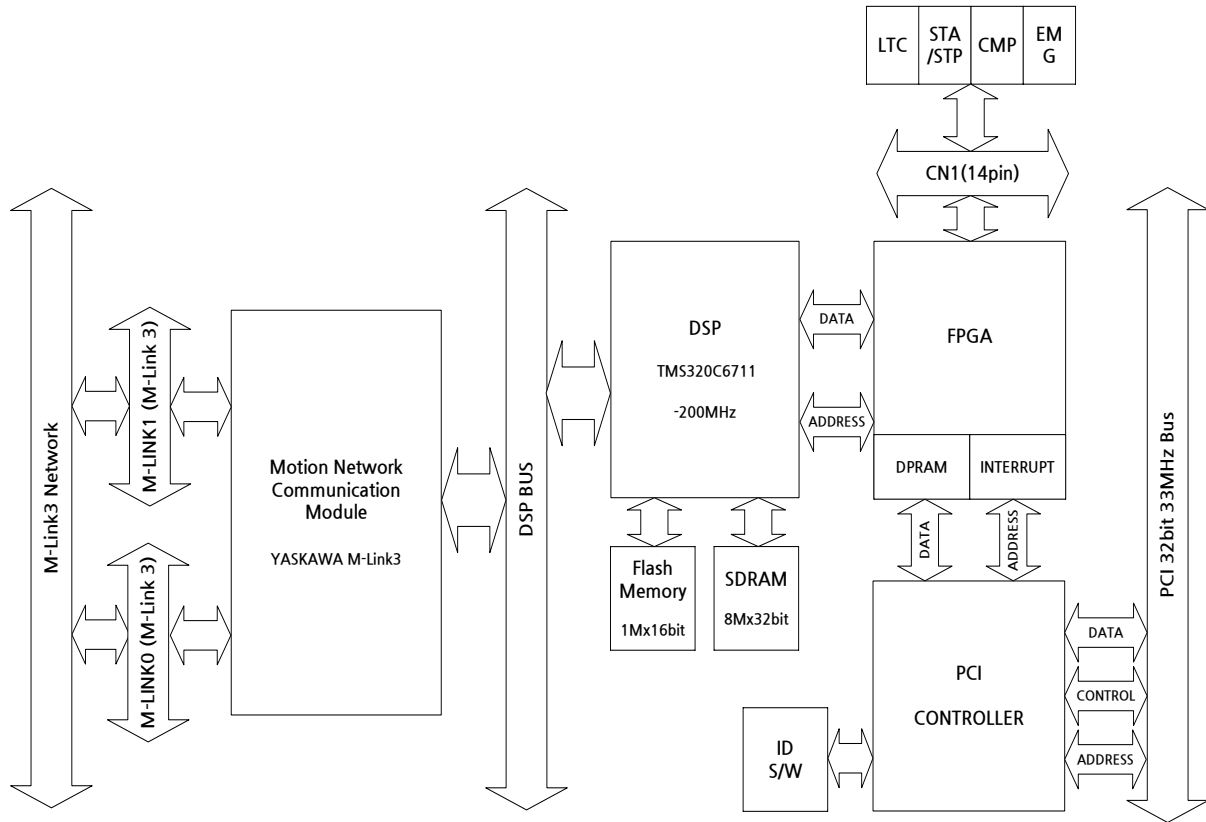 LTC
STA
/STP
CMP
EM
G
CN1(14pin)
M-Link3 Network
M-LINK1 (M-Link 3)
M-LINK0 (M-Link 3)
Motion Network
Communication
Module
YASKAWA M-Link3
DSP BUS
DSP
TMS320C6711
-200MHz
DATA
ADDRESS
FPGA
DPRAM
INTERRUPT
Flash
Memory
1Mx16bit
SDRAM
8Mx32bit
DATA
ADDRESS
PCI
CONTROLLER
ID
S/W
DATA
CONTROL
ADDRESS
PCI 32bit 33MHz Bus